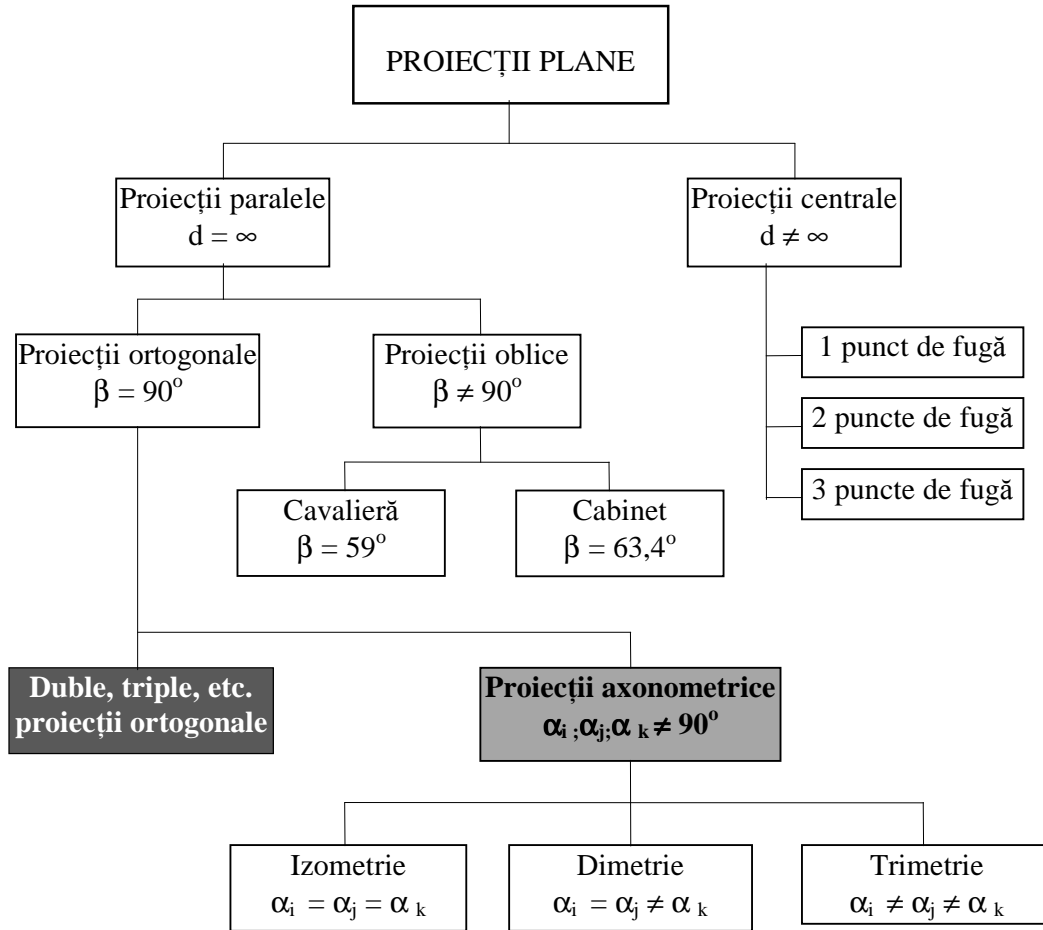 PROIECȚII PLANE
Proiecții paralele
d = ∞
Proiecții centrale
d ≠ ∞
Proiecții ortogonale
β = 90°
Proiecții oblice
β ≠ 90°
1 punct de fugă
2 puncte de fugă
3 puncte de fugă
Cavalieră
β = 59°
Cabinet
β = 63,4°
Duble, triple, etc.
proiecții ortogonale
Proiecții axonometrice
αi ;αj;α k ≠ 90°
Izometrie
αi = αj = α k
Dimetrie
αi = αj ≠ α k
Trimetrie
αi ≠ αj ≠ α k